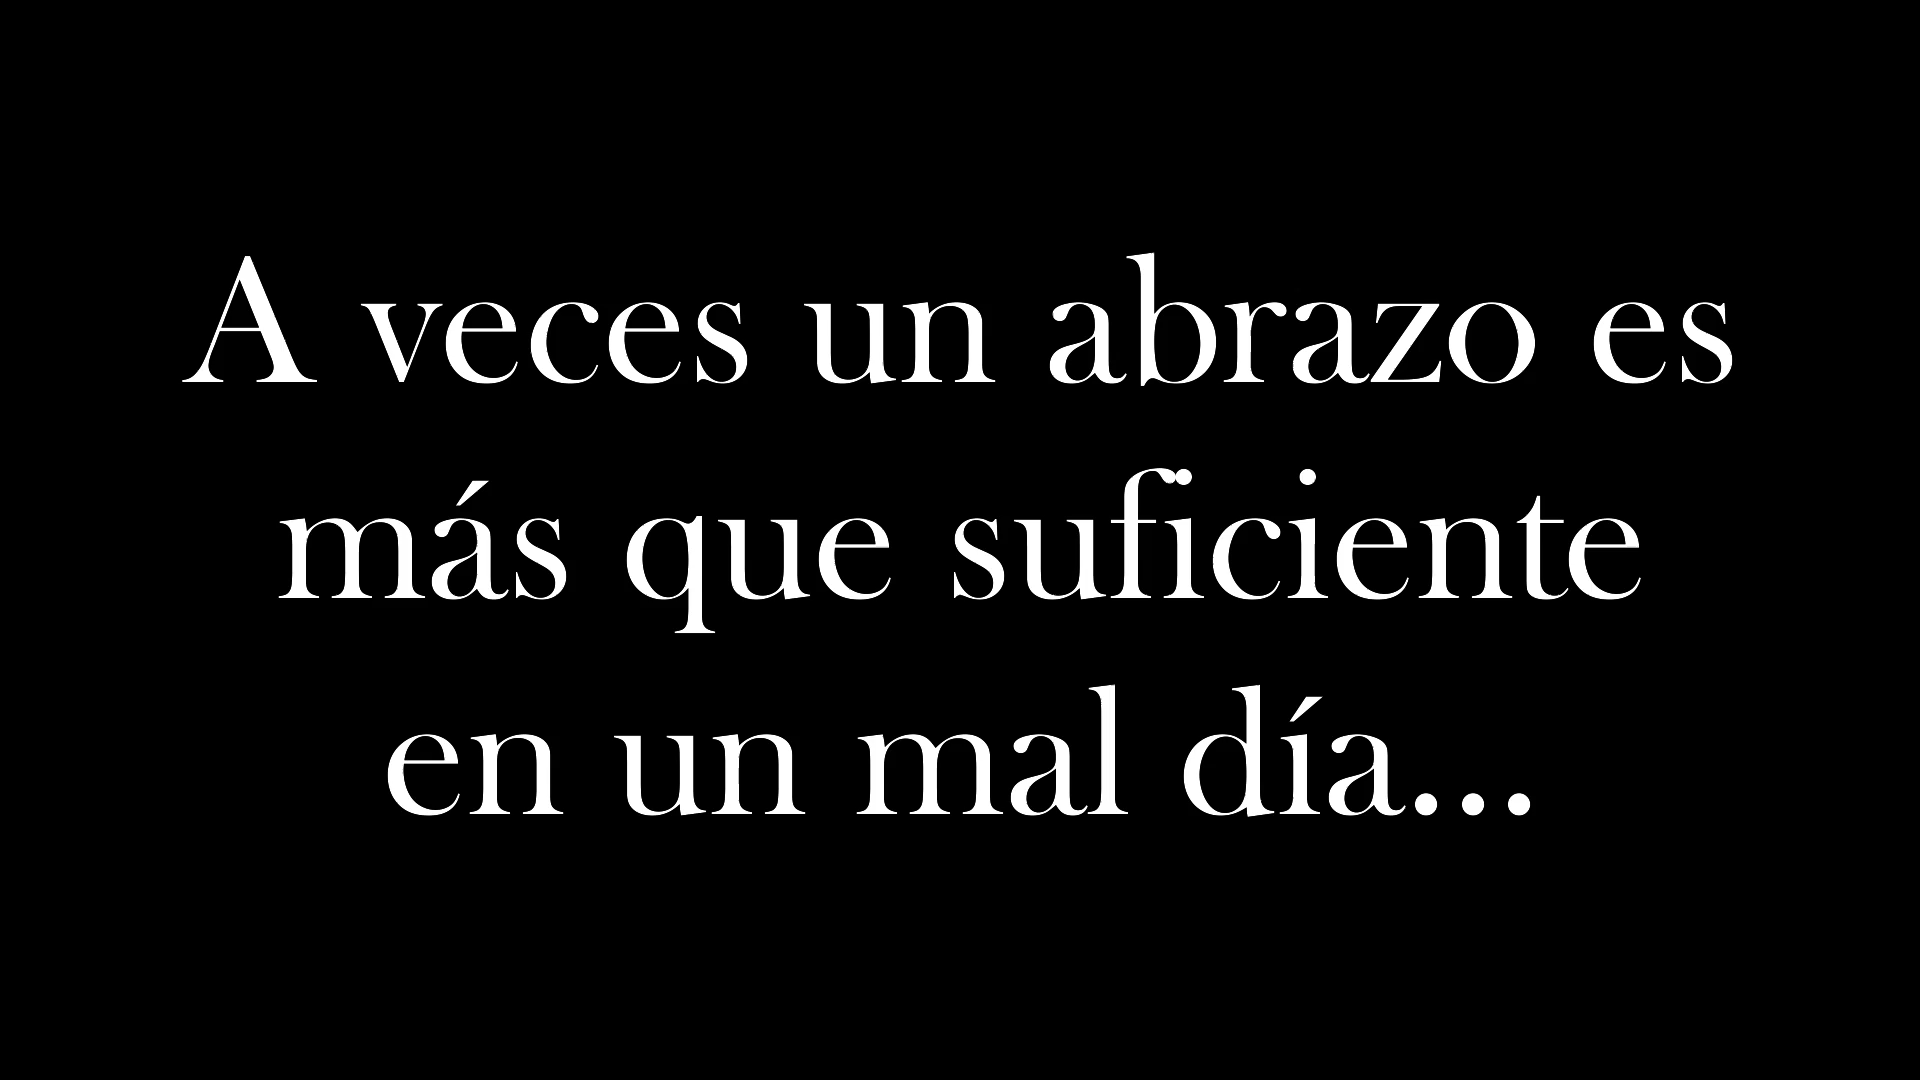 A veces un abrazo es
más que suficiente
en un mal día...